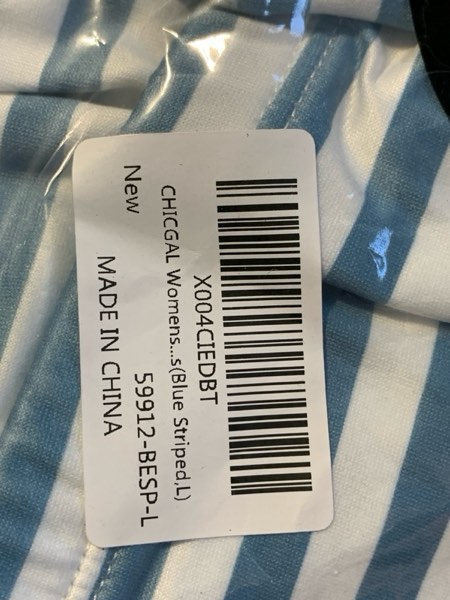 X004CIEDBT
CHICGAL Womens...s(Blue Striped,L)
New 59912-BESP-L
MADE IN CHINA